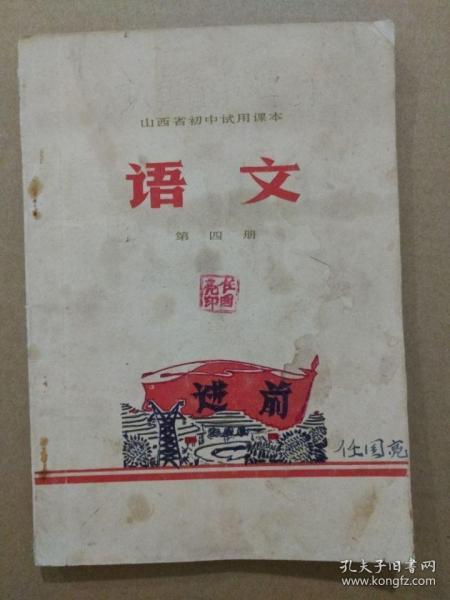 山西省初中试用课本
语文
第四册
任国
亮印
进前
任国亮
孔夫子旧书网
www.kongfz.com